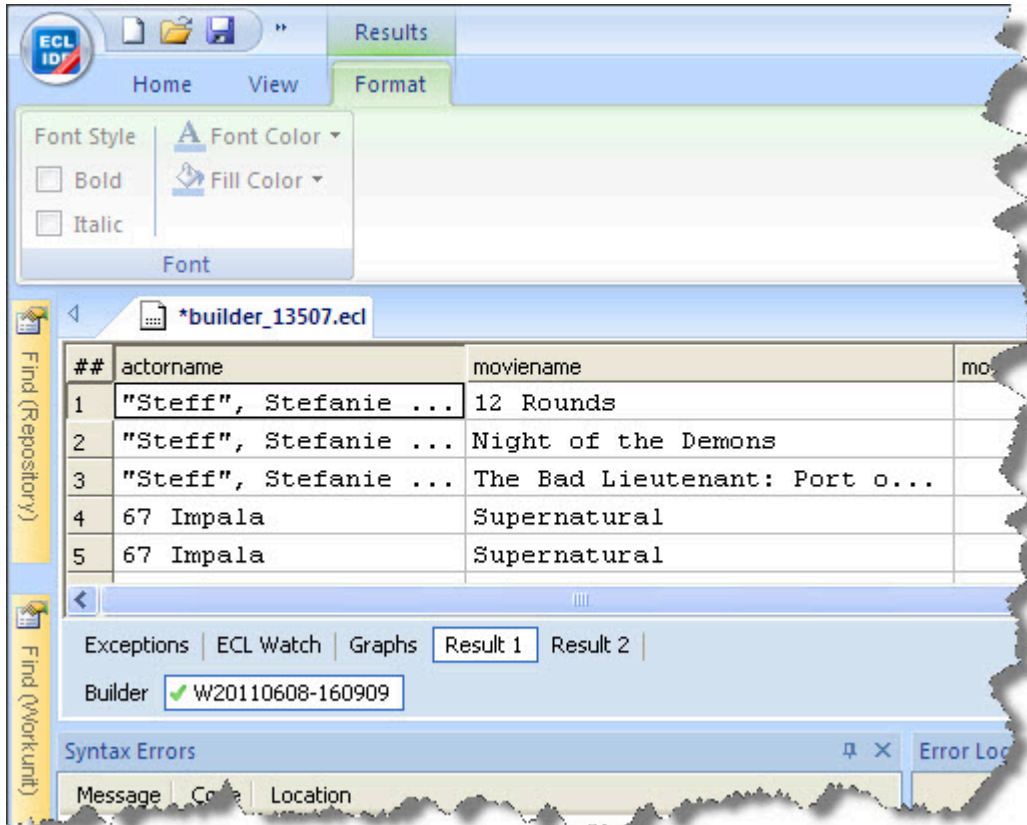 ECL
IDE
Results
Home View Format
Font Style
Font Color
Bold
Fill Color
Italic
Font
*builder_13507.ecl
Find (Repository)
## actorname moviename
1 "Steff", Stefanie ... 12 Rounds
2 "Steff", Stefanie ... Night of the Demons
3 "Steff", Stefanie ... The Bad Lieutenant: Port o...
4 67 Impala Supernatural
5 67 Impala Supernatural
Exceptions ECL Watch Graphs Result 1 Result 2
Builder W20110608-160909
Find (Workunit)
Syntax Errors Error Log
Message Code Location